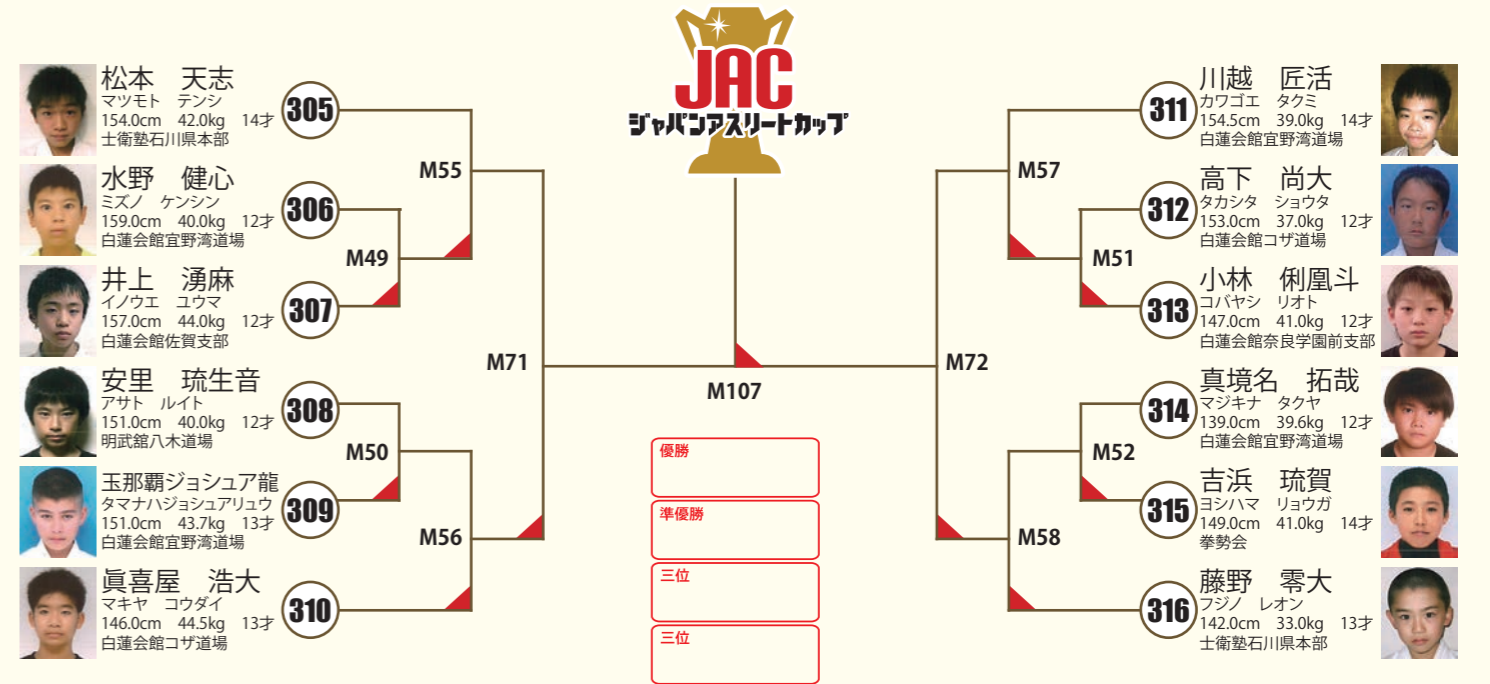 JAC
ジャパンアスリートカップ
松本　天志
マツモト　テンシ
154.0cm　42.0kg　14才
士衛塾石川県本部
305
水野　健心
ミズノ　ケンシン
159.0cm　40.0kg　12才
白蓮会館宜野湾道場
306
井上　湧麻
イノウエ　ユウマ
157.0cm　44.0kg　12才
白蓮会館佐賀支部
307
安里　琉生音
アサト　ルイト
151.0cm　40.0kg　12才
明武舘八木道場
308
玉那覇ジョシュア龍
タマナハジョシュアリュウ
151.0cm　43.7kg　13才
白蓮会館宜野湾道場
309
眞喜屋　浩大
マキヤ　コウダイ
146.0cm　44.5kg　13才
白蓮会館コザ道場
310
M55
M49
M71
M50
M56
M107
優勝
準優勝
三位
三位
M57
M51
M72
M52
M58
311
川越　匠活
カワゴエ　タクミ
154.5cm　39.0kg　14才
白蓮会館宜野湾道場
312
高下　尚大
タカシタ　ショウタ
153.0cm　37.0kg　12才
白蓮会館コザ道場
313
小林　俐凰斗
コバヤシ　リオト
147.0cm　41.0kg　12才
白蓮会館奈良学園前支部
314
真境名　拓哉
マジキナ　タクヤ
139.0cm　39.6kg　12才
白蓮会館宜野湾道場
315
吉浜　琉賀
ヨシハマ　リョウガ
149.0cm　41.0kg　14才
拳勢会
316
藤野　零大
フジノ　レオン
142.0cm　33.0kg　13才
士衛塾石川県本部